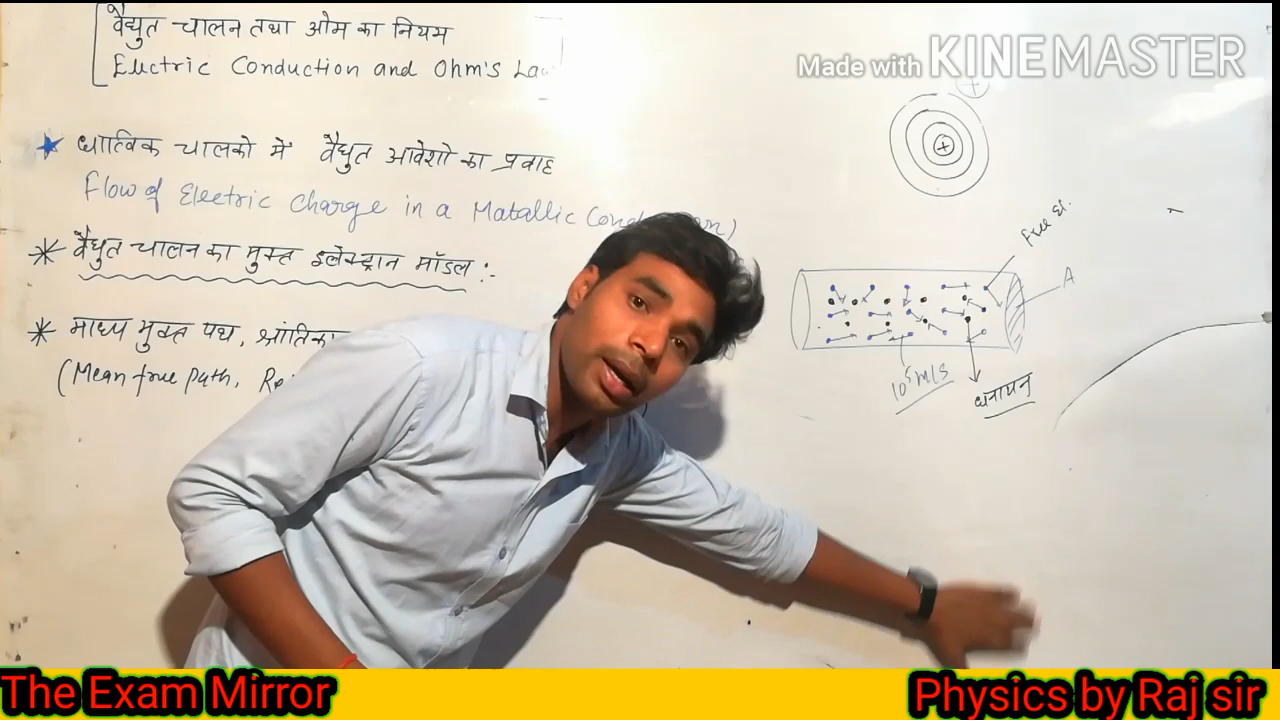 वैद्युत चालन तथा ओम का नियम
Electric Conduction and Ohm's Law
Made with KINEMASTER
धात्विक चालको में वैद्युत आवेशो का प्रवाह
Flow of Electric Charge in a Matallic
वैद्युत चालन का मुक्त इलेक्ट्रान मॉडल :-
माध्य मुक्त पथ,
(Mean free path,
Free El.
A
10⁵ m/s
धनायन
The Exam Mirror
Physics by Raj sir